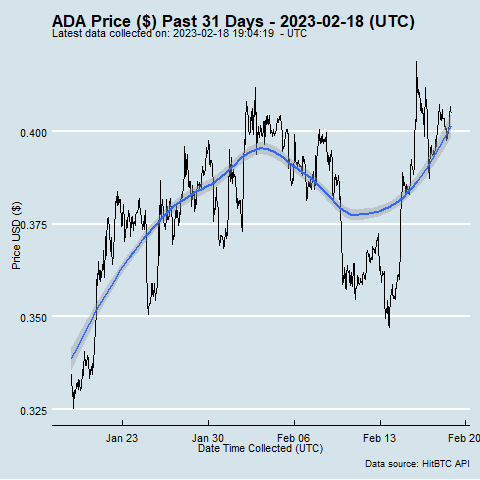 ADA Price ($) Past 31 Days - 2023-02-18 (UTC)
Latest data collected on: 2023-02-18 19:04:19  - UTC
Price USD ($)
0.400
0.375
0.350
0.325
Jan 23
Jan 30
Feb 06
Feb 13
Feb 20
Date Time Collected (UTC)
Data source: HitBTC API